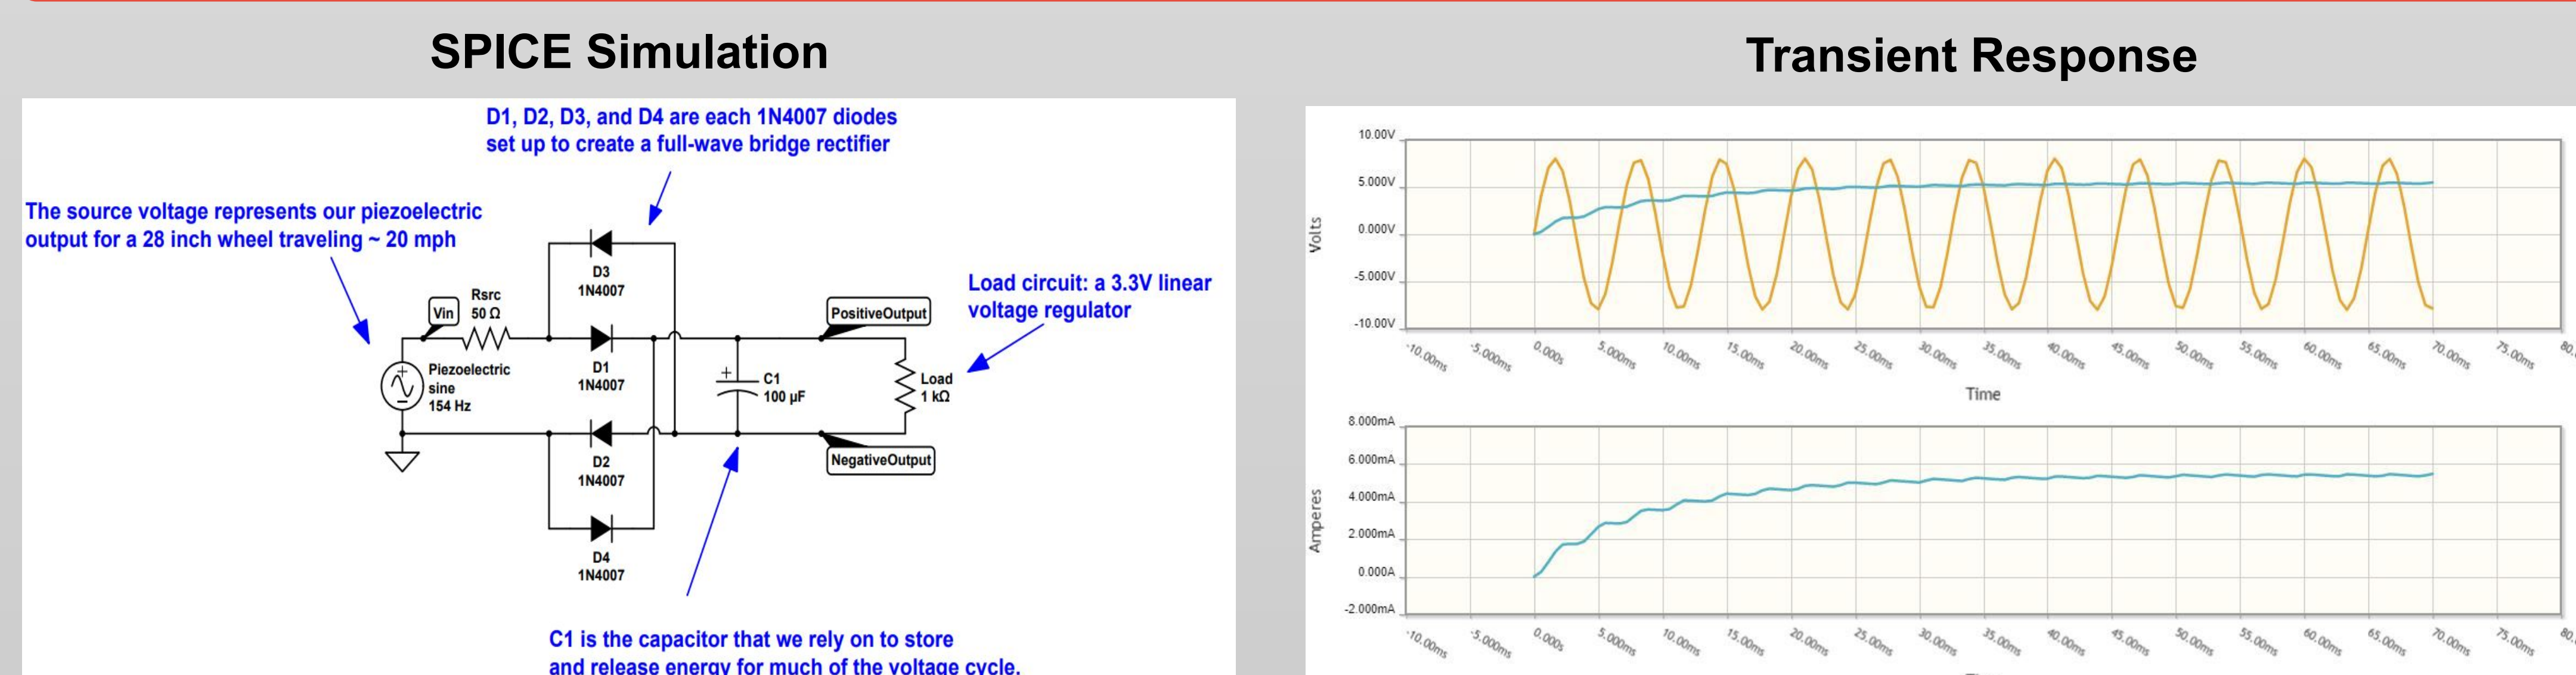 SPICE Simulation
D1, D2, D3, and D4 are each 1N4007 diodes
set up to create a full-wave bridge rectifier
The source voltage represents our piezoelectric
output for a 28 inch wheel traveling ~ 20 mph
D3
1N4007
Load circuit: a 3.3V linear
voltage regulator
Rsrc
50 Ω
Vin
PositiveOutput
D1
1N4007
Piezoelectric
sine
154 Hz
+
C1
100 µF
Load
1 kΩ
D2
1N4007
NegativeOutput
D4
1N4007
C1 is the capacitor that we rely on to store
and release energy for much of the voltage cycle.
Transient Response
10.00V
5.000V
0.000V
-5.000V
-10.00V
Volts
-10.00ms
-5.000ms
0.000s
5.000ms
10.00ms
15.00ms
20.00ms
25.00ms
30.00ms
35.00ms
40.00ms
45.00ms
50.00ms
55.00ms
60.00ms
65.00ms
70.00ms
75.00ms
80.
Time
8.000mA
6.000mA
4.000mA
2.000mA
0.000A
-2.000mA
Amperes
-10.00ms
-5.000ms
0.000s
5.000ms
10.00ms
15.00ms
20.00ms
25.00ms
30.00ms
35.00ms
40.00ms
45.00ms
50.00ms
55.00ms
60.00ms
65.00ms
70.00ms
75.00ms
80.